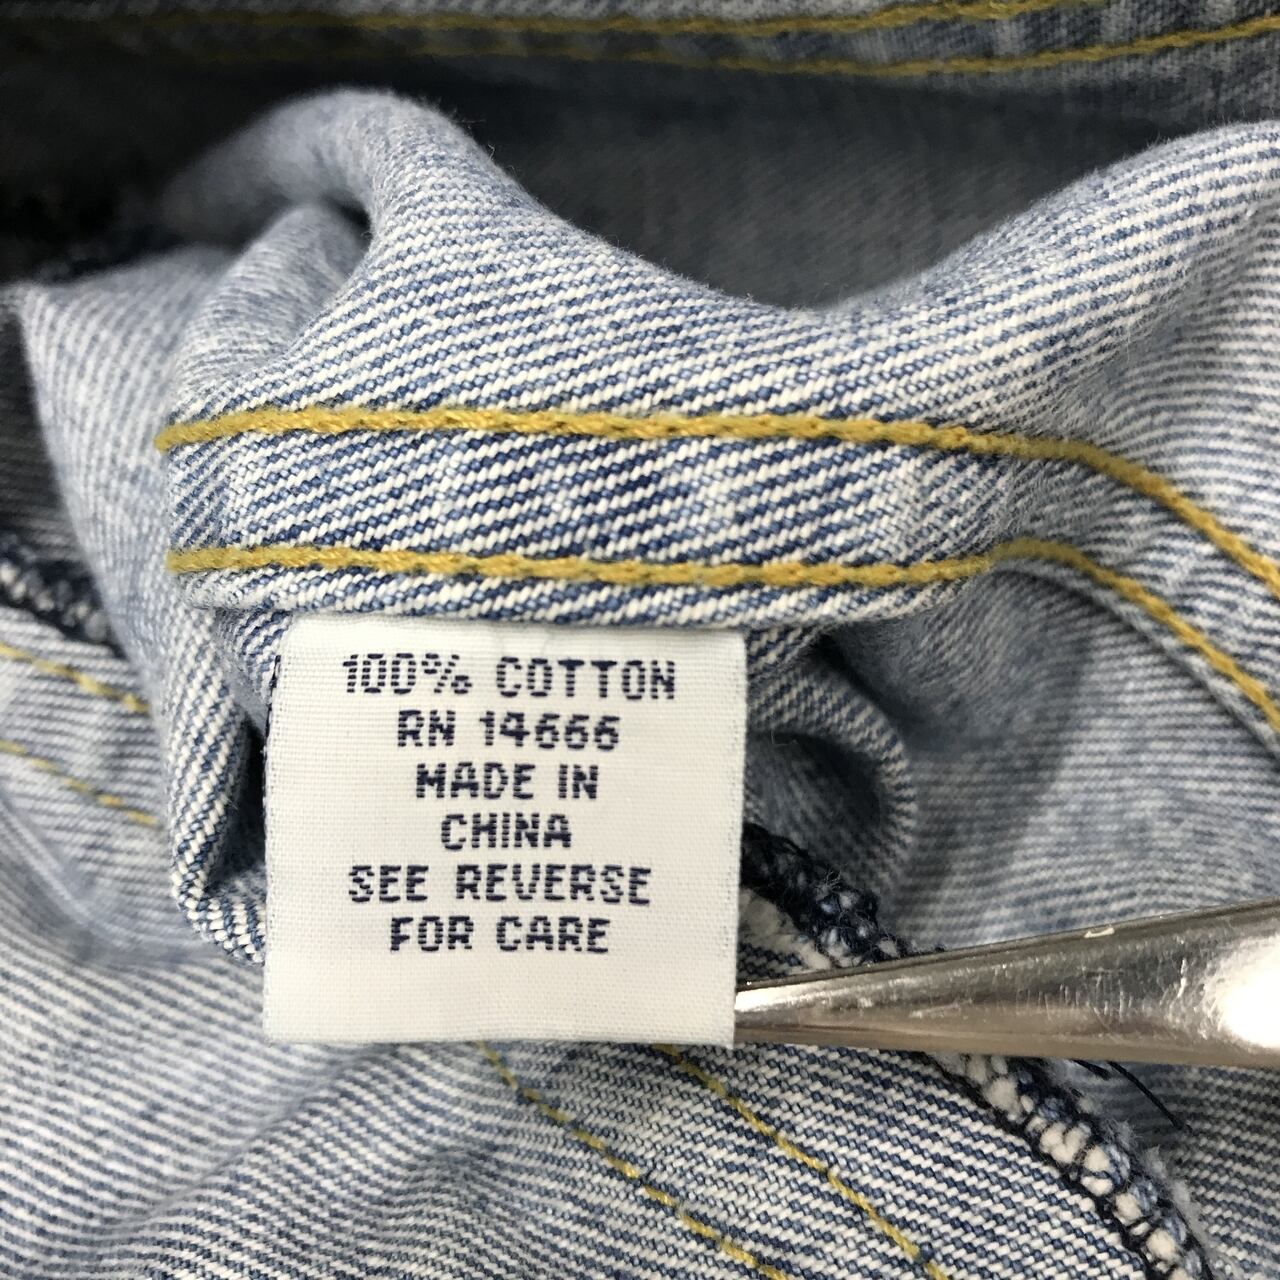 100% COTTON
RN 14666
MADE IN
CHINA
SEE REVERSE
FOR CARE